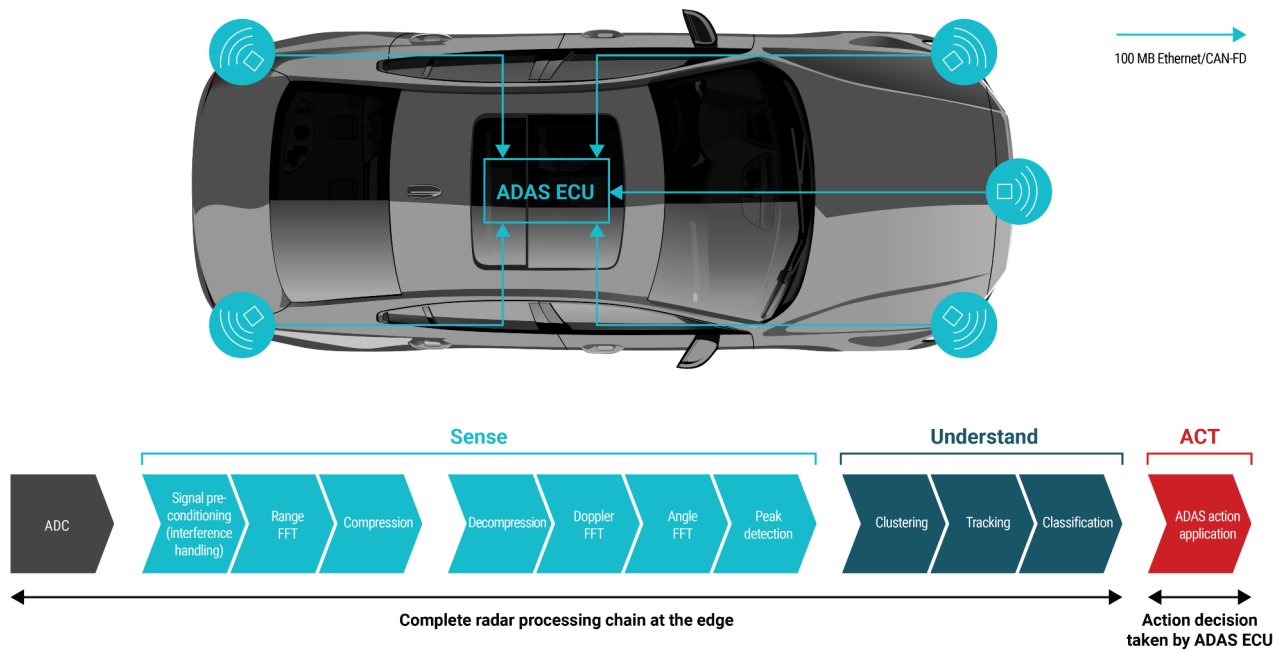 100 MB Ethernet/CAN-FD
ADAS ECU
Sense
Understand
ACT
ADC
Signal pre-
conditioning
(interference
handling)
Range
FFT
Compression
Decompression
Doppler
FFT
Angle
FFT
Peak
detection
Clustering
Tracking
Classification
ADAS action
application
Complete radar processing chain at the edge
Action decision
taken by ADAS ECU